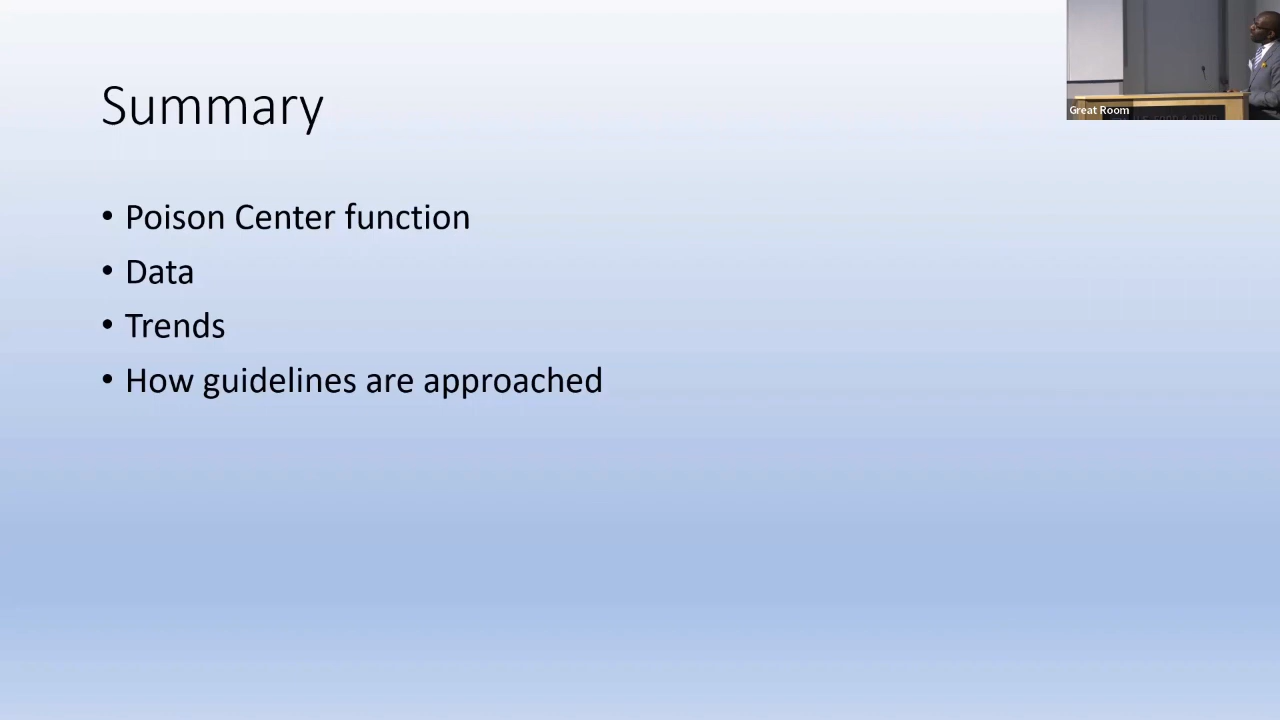 Summary
• Poison Center function
• Data
• Trends
• How guidelines are approached
Great Room